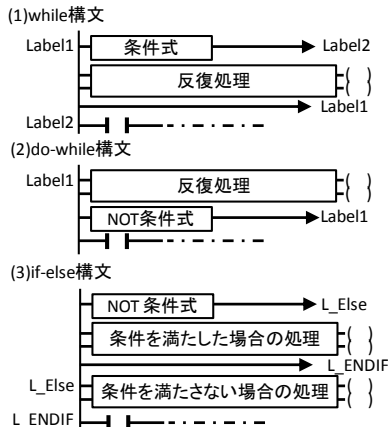 (1)while構文
Label1 条件式 Label2
反復処理 ( )
Label1
Label2
(2)do-while構文
Label1 反復処理 ( )
NOT条件式 Label1
(3)if-else構文
NOT 条件式 L_Else
条件を満たした場合の処理 ( )
L_ENDIF
L_Else 条件を満たさない場合の処理 ( )
L_ENDIF